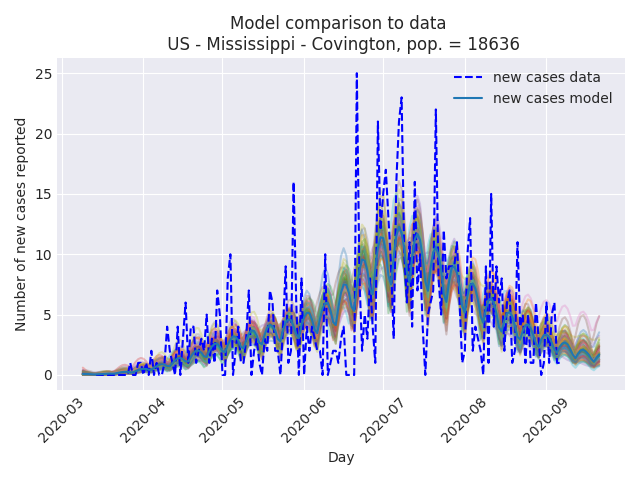 Model comparison to data
US - Mississippi - Covington, pop. = 18636
new cases data
new cases model
Number of new cases reported
25
20
15
10
5
0
2020-03
2020-04
2020-05
2020-06
2020-07
2020-08
2020-09
Day